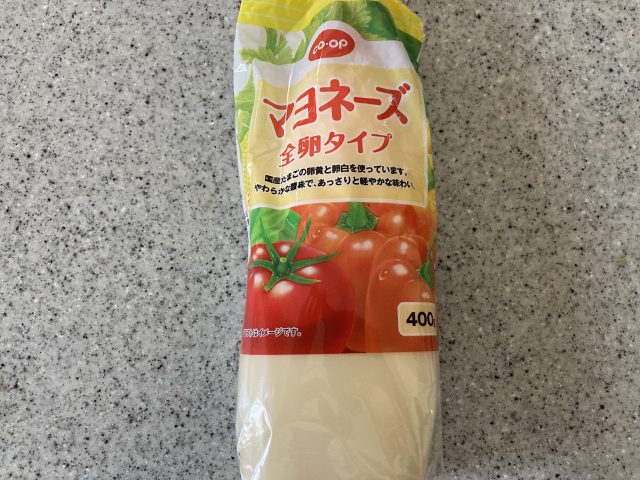 co·op
マヨネーズ
全卵タイプ
国産たまごの卵黄と卵白を使っています。
やわらかな酸味で、あっさりと軽やかな味わい。
400g
はイメージです。